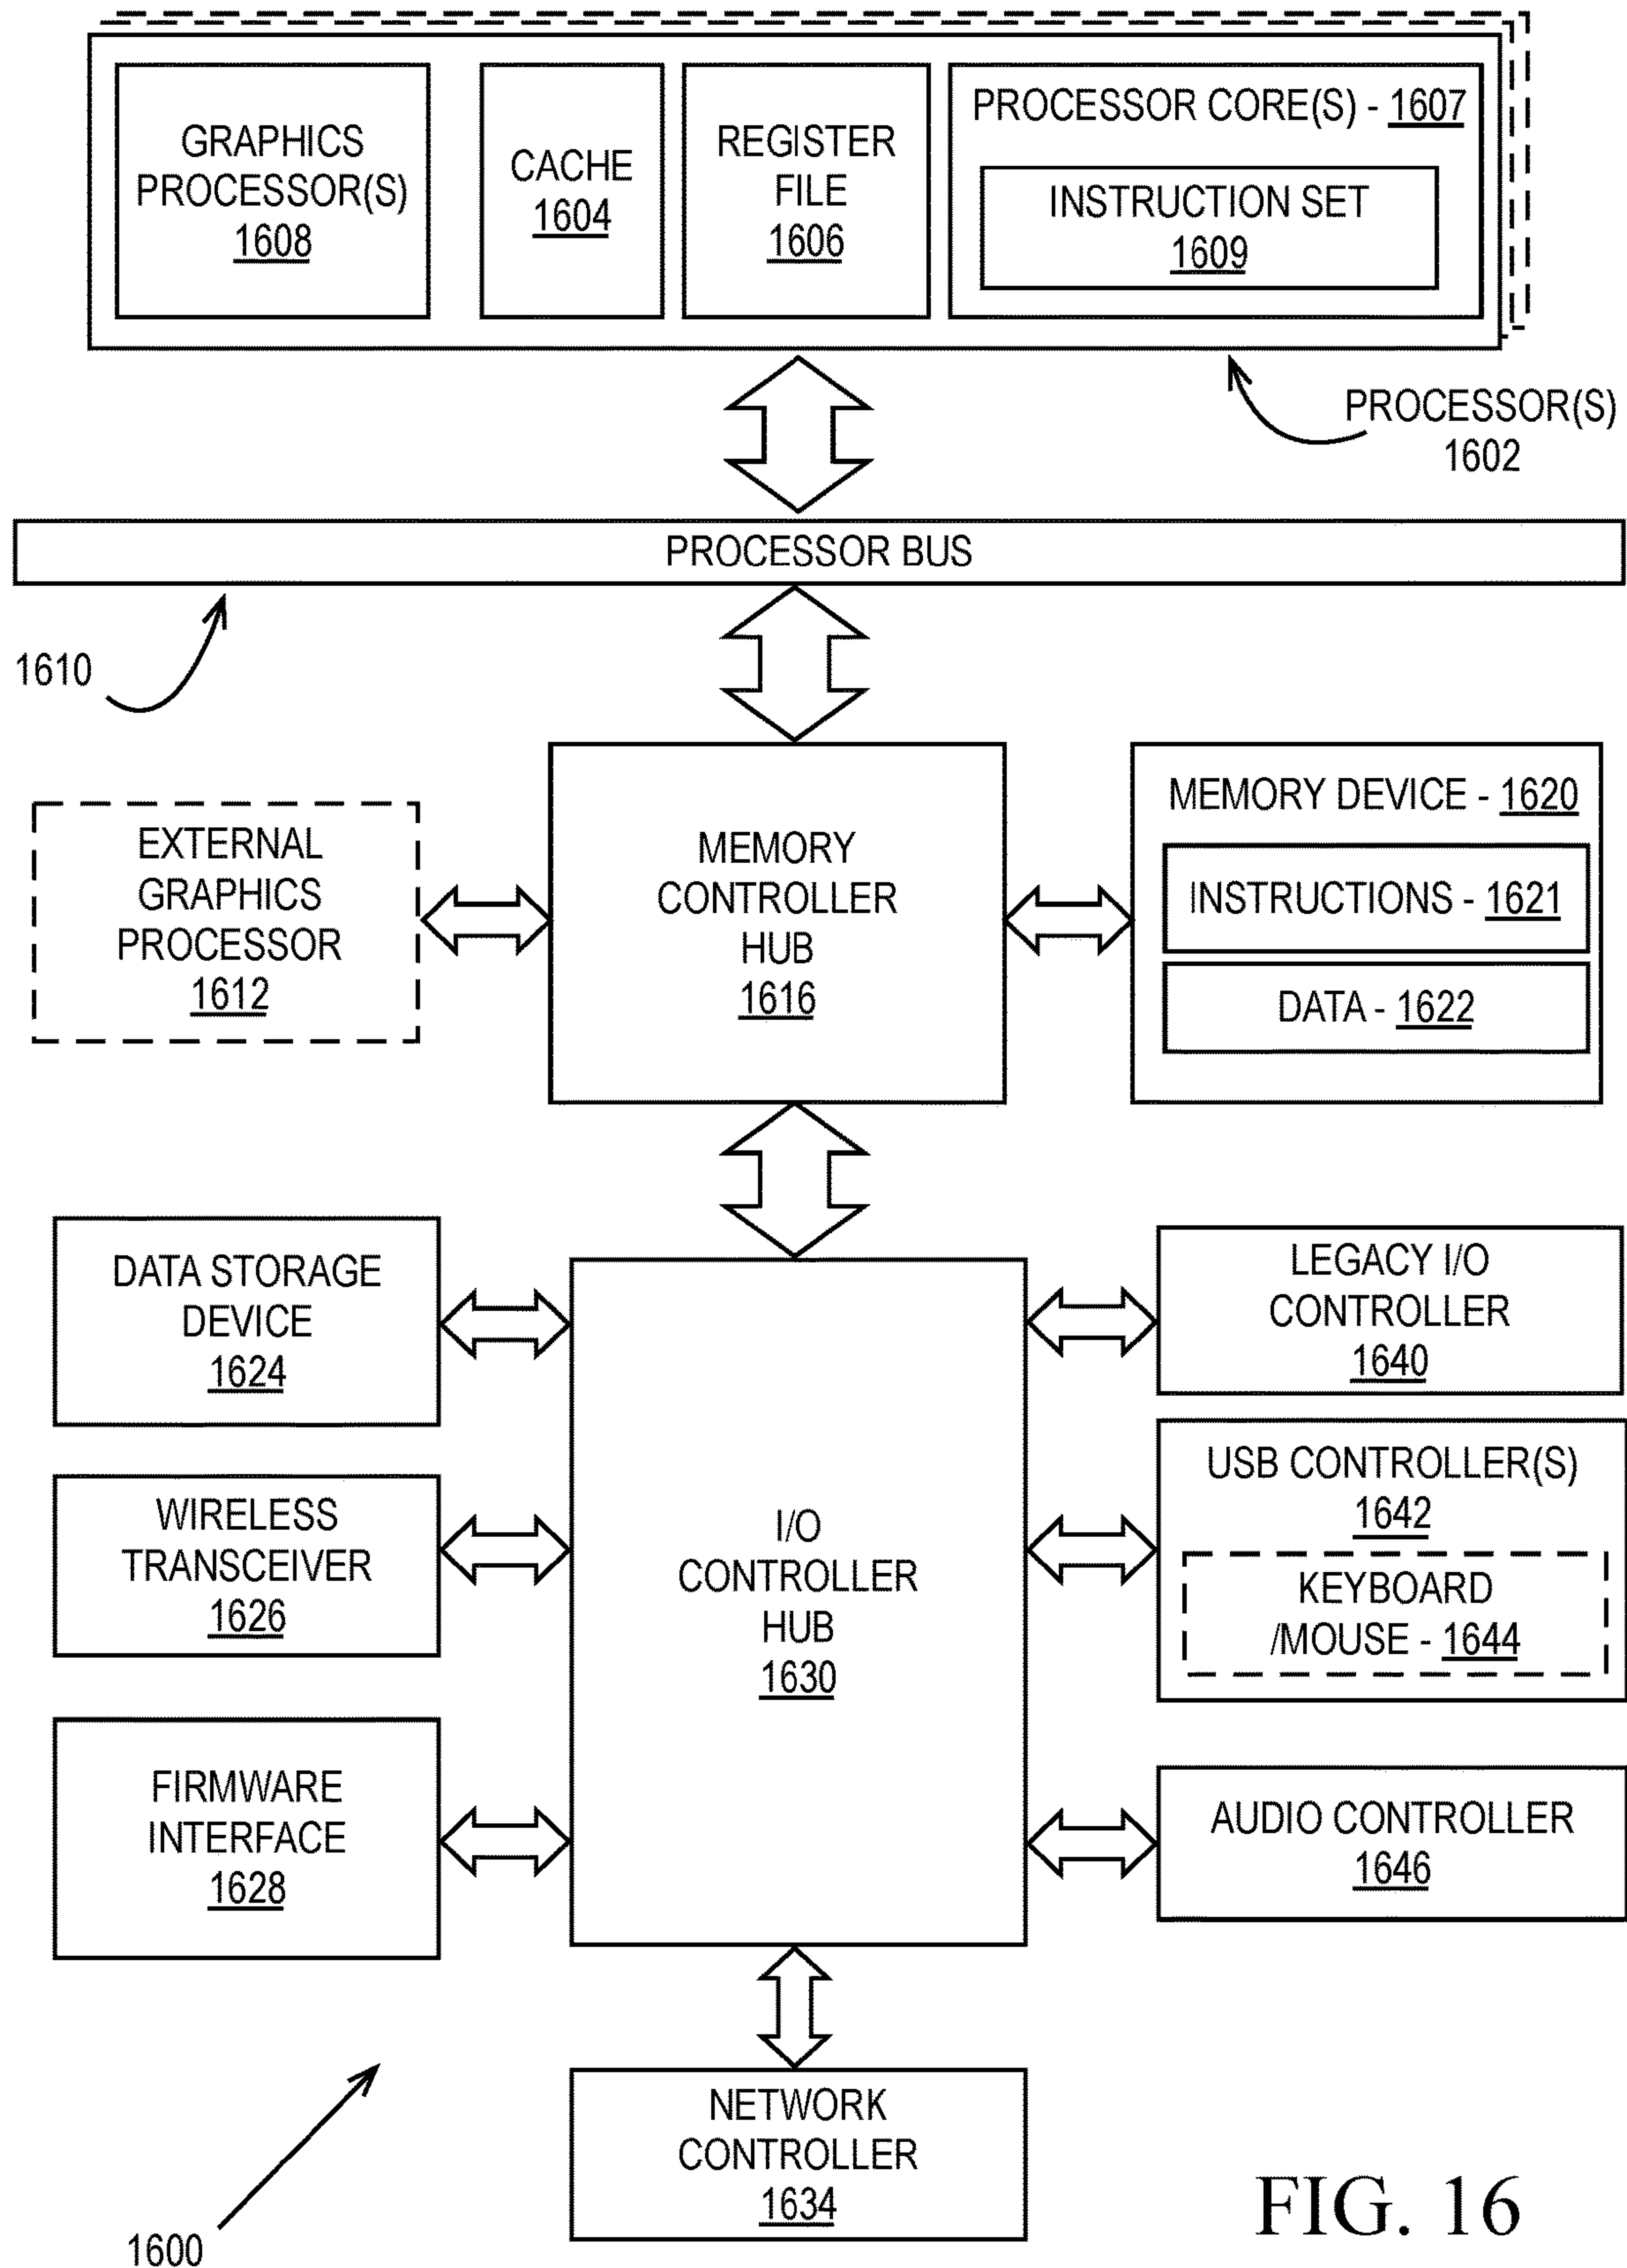 GRAPHICS
PROCESSOR(S)
1608
CACHE
1604
REGISTER
FILE
1606
PROCESSOR CORE(S) - 1607
INSTRUCTION SET
1609
PROCESSOR(S)
1602
PROCESSOR BUS
1610
EXTERNAL
GRAPHICS
PROCESSOR
1612
MEMORY
CONTROLLER
HUB
1616
MEMORY DEVICE - 1620
INSTRUCTIONS - 1621
DATA - 1622
DATA STORAGE
DEVICE
1624
WIRELESS
TRANSCEIVER
1626
FIRMWARE
INTERFACE
1628
I/O
CONTROLLER
HUB
1630
LEGACY I/O
CONTROLLER
1640
USB CONTROLLER(S)
1642
KEYBOARD
/MOUSE - 1644
AUDIO CONTROLLER
1646
NETWORK
CONTROLLER
1634
1600
FIG. 16